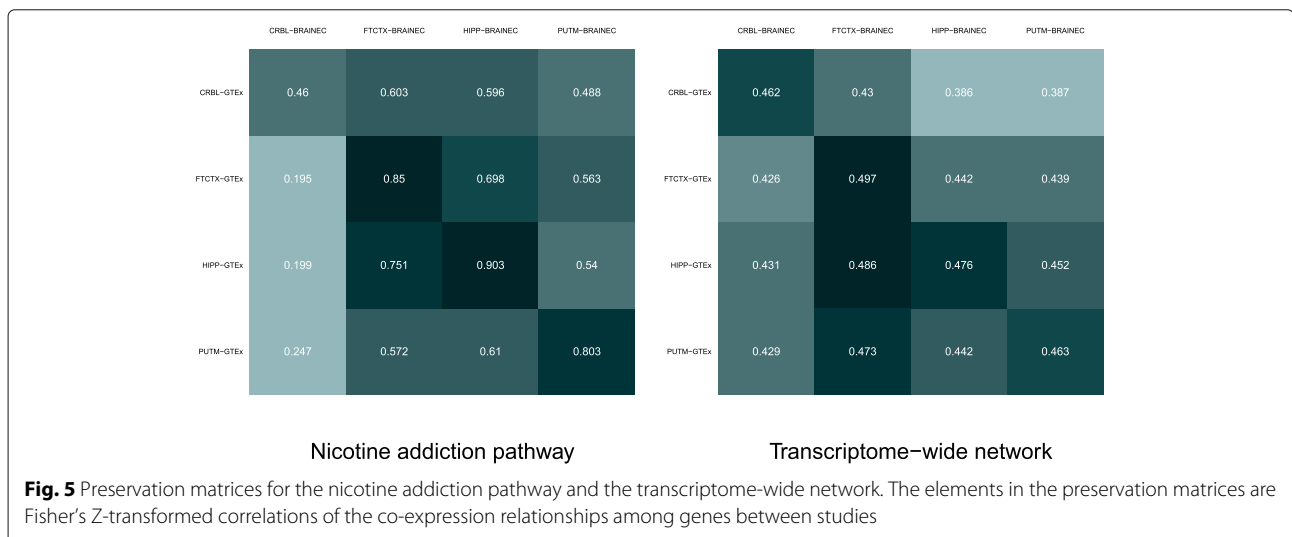 CRBL−BRAINEC FTCTX−BRAINEC HIPP−BRAINEC PUTM−BRAINEC CRBL−BRAINEC FTCTX−BRAINEC HIPP−BRAINEC PUTM−BRAINEC
CRBL−GTEx 0.46 0.603 0.596 0.488 CRBL−GTEx 0.462 0.43 0.386 0.387
FTCTX−GTEx 0.195 0.85 0.698 0.563 FTCTX−GTEx 0.426 0.497 0.442 0.439
HIPP−GTEx 0.199 0.751 0.903 0.54 HIPP−GTEx 0.431 0.486 0.476 0.452
PUTM−GTEx 0.247 0.572 0.61 0.803 PUTM−GTEx 0.429 0.473 0.442 0.463
Nicotine addiction pathway Transcriptome−wide network
Fig. 5 Preservation matrices for the nicotine addiction pathway and the transcriptome-wide network. The elements in the preservation matrices are
Fisher's Z-transformed correlations of the co-expression relationships among genes between studies